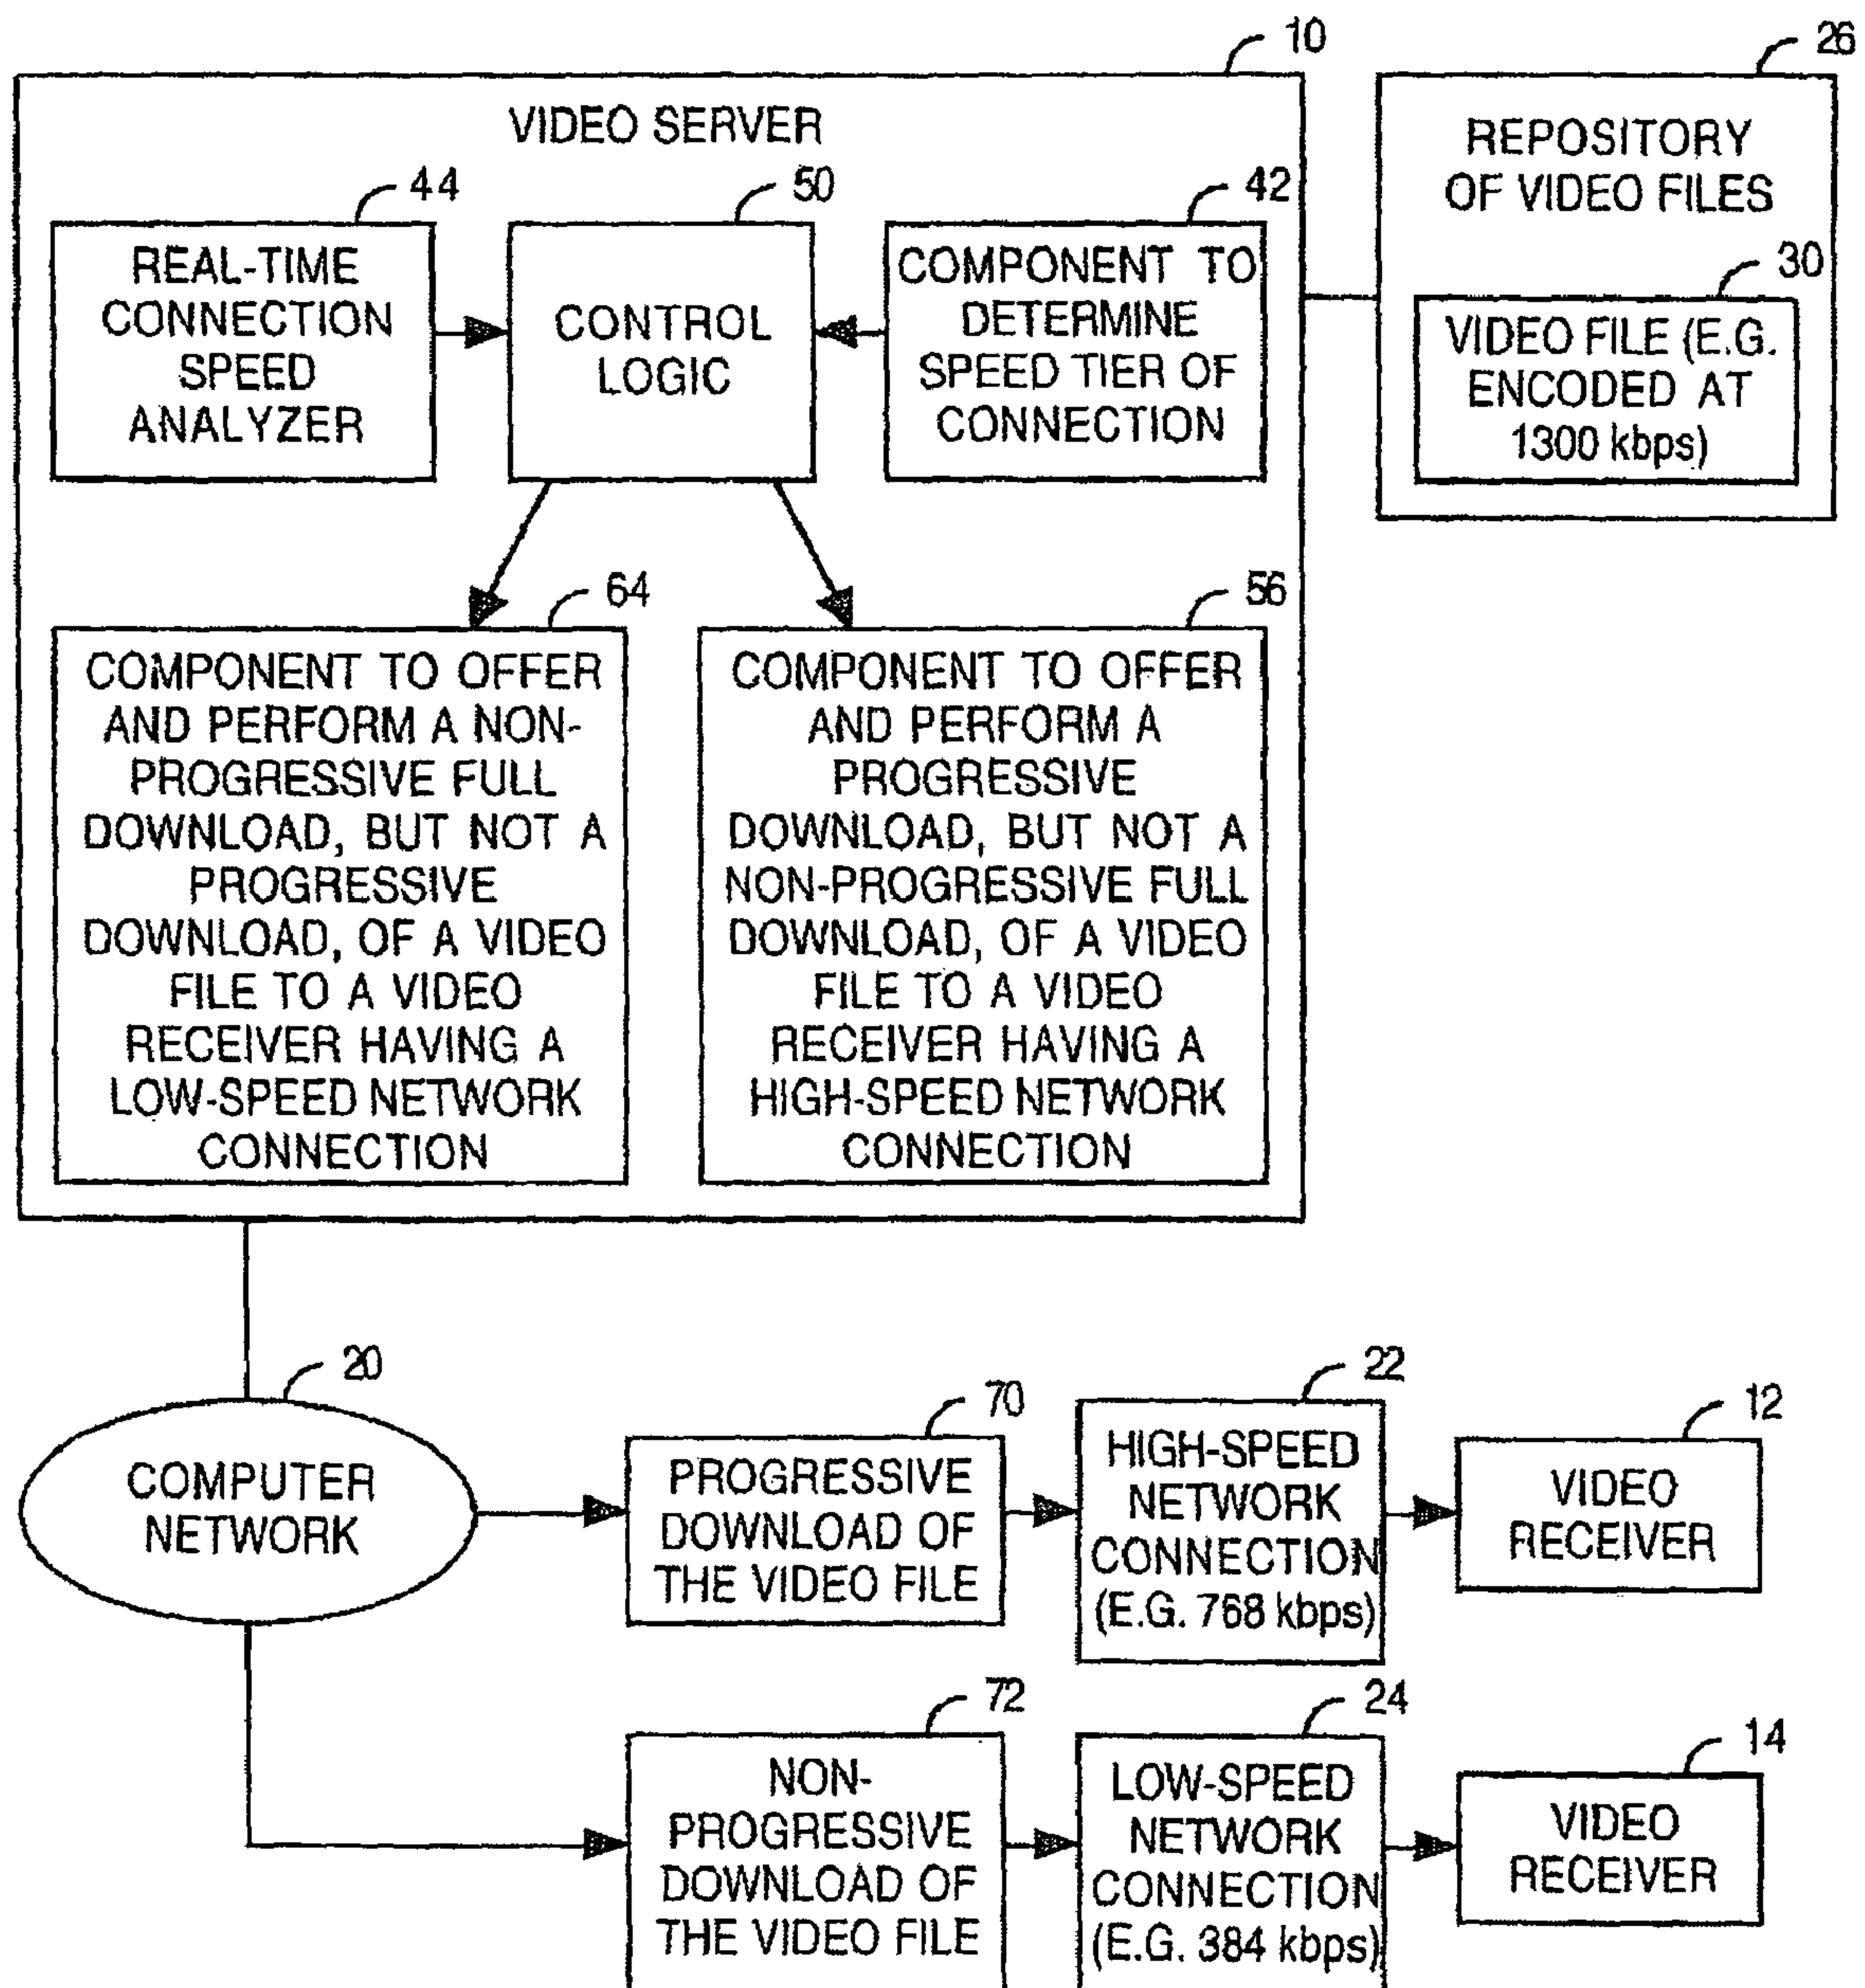 10
26
VIDEO SERVER
REPOSITORY
OF VIDEO FILES
44
50
42
30
REAL-TIME
CONNECTION
SPEED
ANALYZER
CONTROL
LOGIC
COMPONENT TO
DETERMINE
SPEED TIER OF
CONNECTION
VIDEO FILE (E.G.
ENCODED AT
1300 kbps)
64
56
COMPONENT TO OFFER
AND PERFORM A NON-
PROGRESSIVE FULL
DOWNLOAD, BUT NOT A
PROGRESSIVE
DOWNLOAD, OF A VIDEO
FILE TO A VIDEO
RECEIVER HAVING A
LOW-SPEED NETWORK
CONNECTION
COMPONENT TO OFFER
AND PERFORM A
PROGRESSIVE
DOWNLOAD, BUT NOT A
NON-PROGRESSIVE FULL
DOWNLOAD, OF A VIDEO
FILE TO A VIDEO
RECEIVER HAVING A
HIGH-SPEED NETWORK
CONNECTION
20
70
22
12
COMPUTER
NETWORK
PROGRESSIVE
DOWNLOAD OF
THE VIDEO FILE
HIGH-SPEED
NETWORK
CONNECTION
(E.G. 768 kbps)
VIDEO
RECEIVER
72
24
14
NON-
PROGRESSIVE
DOWNLOAD OF
THE VIDEO FILE
LOW-SPEED
NETWORK
CONNECTION
(E.G. 384 kbps)
VIDEO
RECEIVER